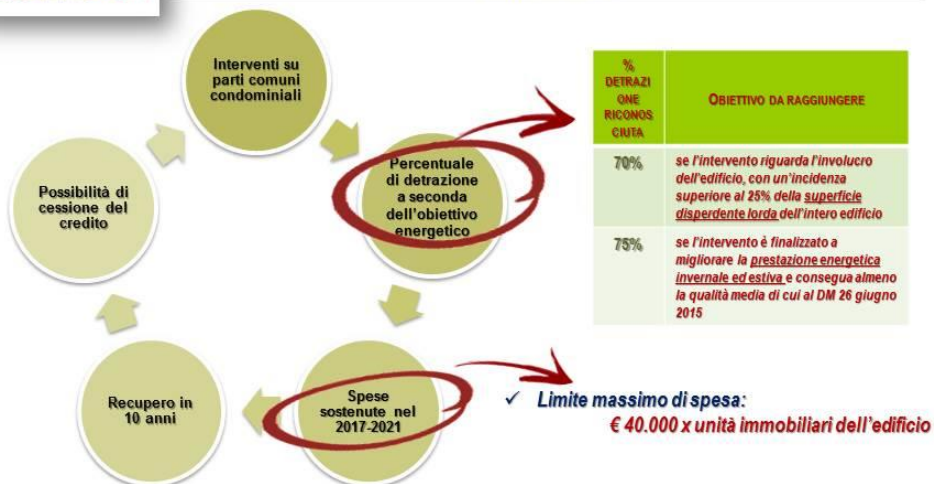 Interventi su
parti comuni
condominiali
Percentuale
di detrazione
a seconda
dell'obiettivo
energetico
Spese
sostenute nel
2017-2021
Recupero in
10 anni
Possibilità di
cessione del
credito
%
DETRAZI
ONE
RICONOS
CIUTA
OBIETTIVO DA RAGGIUNGERE
70%
se l'intervento riguarda l'involucro
dell'edificio, con un'incidenza
superiore al 25% della superficie
disperdente lorda dell'intero edificio
75%
se l'intervento è finalizzato a
migliorare la prestazione energetica
invernale ed estiva e consegua almeno
la qualità media di cui al DM 26 giugno
2015
✓ Limite massimo di spesa:
€ 40.000 x unità immobiliari dell'edificio